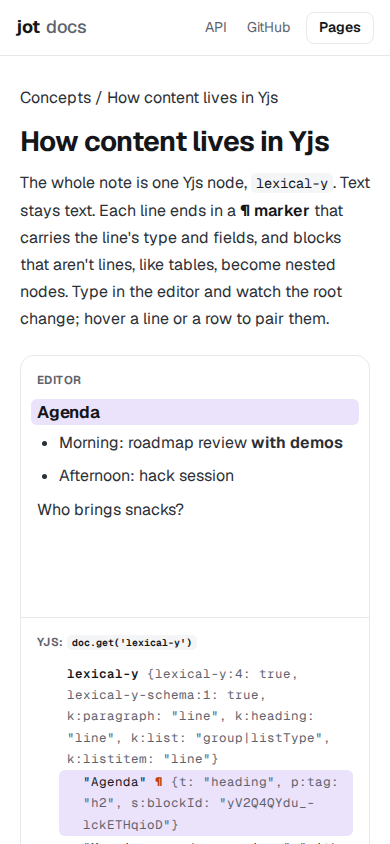 jot docs API GitHub Pages
Concepts / How content lives in Yjs
How content lives in Yjs
The whole note is one Yjs node, lexical-y . Text
stays text. Each line ends in a ¶ marker that
carries the line's type and fields, and blocks
that aren't lines, like tables, become nested
nodes. Type in the editor and watch the root
change; hover a line or a row to pair them.
EDITOR
Agenda
• Morning: roadmap review with demos
• Afternoon: hack session
Who brings snacks?
YJS: doc.get('lexical-y')
lexical-y {lexical-y:4: true,
lexical-y-schema:1: true,
k:paragraph: "line", k:heading:
"line", k:list: "group|listType",
k:listitem: "line"}
"Agenda" ¶ {t: "heading", p:tag:
"h2", s:blockId: "yV2Q4QYdu_-
lckETHqioD"}